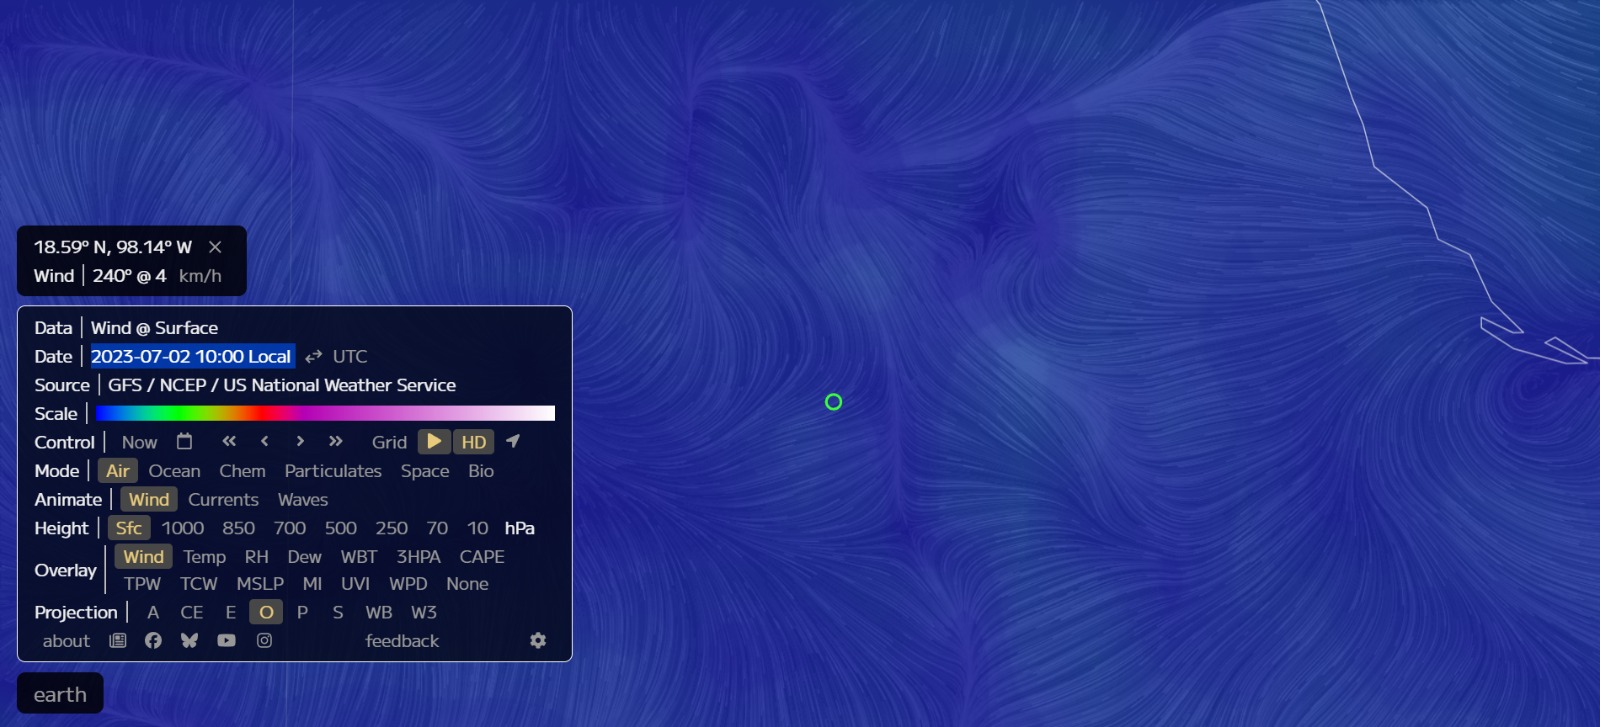 18.59° N, 98.14° W ×
Wind | 240° @ 4 km/h
Data | Wind @ Surface
Date | 2023-07-02 10:00 Local ⇄ UTC
Source | GFS / NCEP / US National Weather Service
Scale |
Control | Now « ‹ › » Grid HD
Mode | Air Ocean Chem Particulates Space Bio
Animate | Wind Currents Waves
Height | Sfc 1000 850 700 500 250 70 10 hPa
Overlay | Wind Temp RH Dew WBT 3HPA CAPE
TPW TCW MSLP MI UVI WPD None
Projection | A CE E O P S WB W3
about feedback
earth